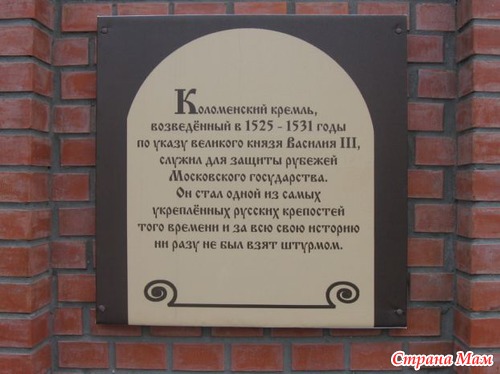 Коломенский кремль,
возведённый в 1525 - 1531 годы
по указу великого князя Василия III,
служил для защиты рубежей
Московского государства.
Он стал одной из самых
укреплённых русских крепостей
того времени и за всю свою историю
ни разу не был взят штурмом.
Страна Мам